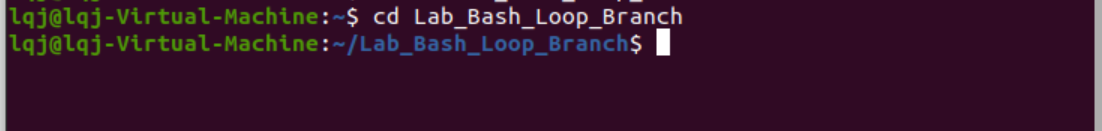 lqj@lqj-Virtual-Machine:~$ cd Lab_Bash_Loop_Branch
lqj@lqj-Virtual-Machine:~/Lab_Bash_Loop_Branch$